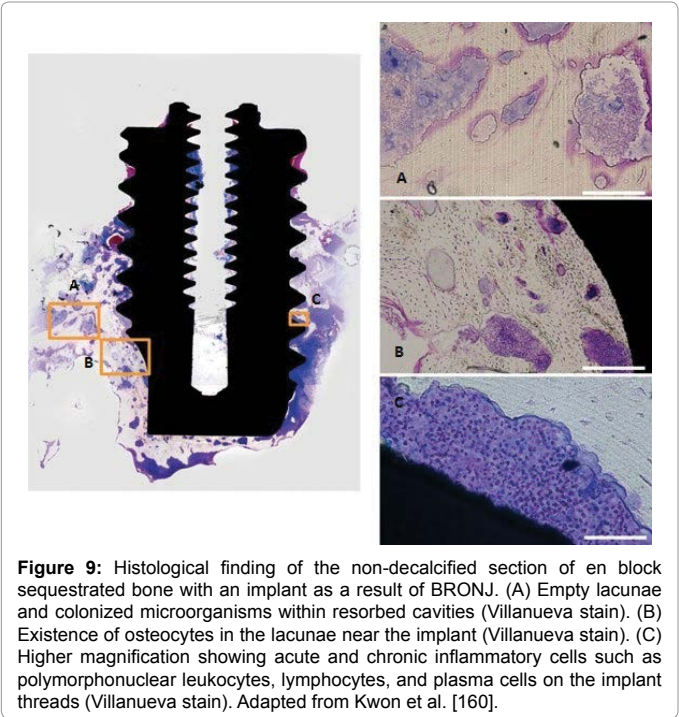 A
B
C
A
B
C
Figure 9: Histological finding of the non-decalcified section of en block
sequestrated bone with an implant as a result of BRONJ. (A) Empty lacunae
and colonized microorganisms within resorbed cavities (Villanueva stain). (B)
Existence of osteocytes in the lacunae near the implant (Villanueva stain). (C)
Higher magnification showing acute and chronic inflammatory cells such as
polymorphonuclear leukocytes, lymphocytes, and plasma cells on the implant
threads (Villanueva stain). Adapted from Kwon et al. [160].